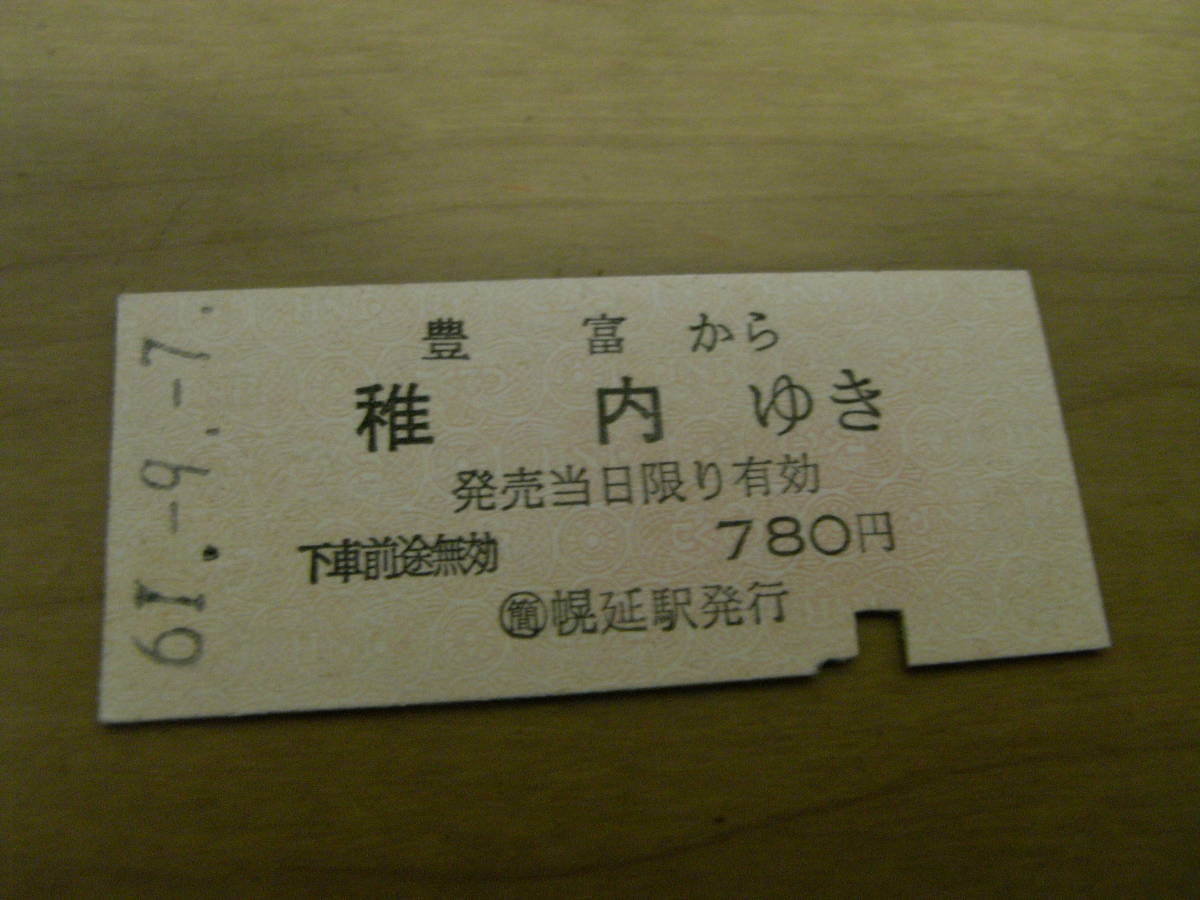 61.-9.-7.
豊富から
稚内ゆき
発売当日限り有効
下車前途無効 780円
㊢幌延駅発行